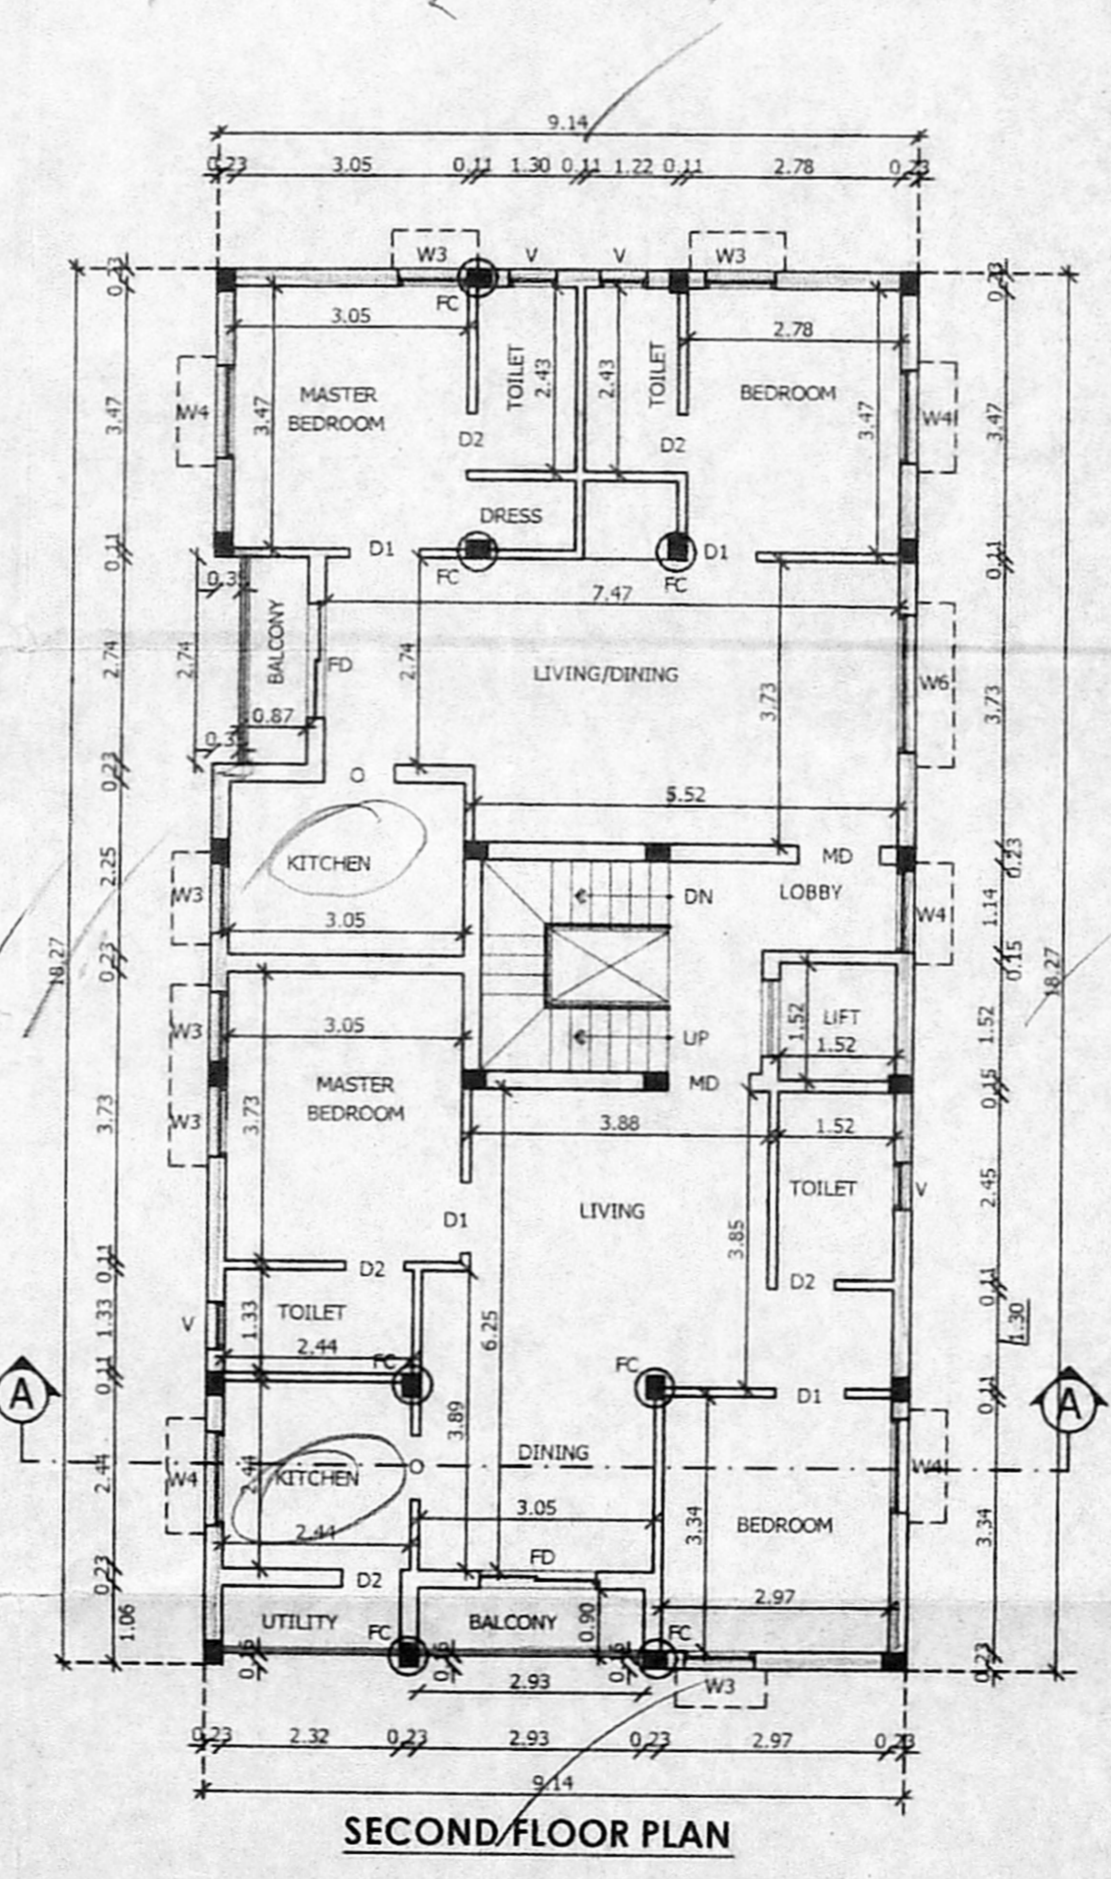 9.14
0.23 3.05 0.11 1.30 0.11 1.22 0.11 2.78 0.23
W3 V V W3
0.23 0.23
FC
3.05 2.78
MASTER
BEDROOM
TOILET
2.43
2.43
TOILET
BEDROOM
W4 W4
3.47 3.47 3.47 3.47
D2 D2
DRESS
D1 D1
FC FC
0.11 0.11
7.47
BALCONY
FD
LIVING/DINING
2.74 2.74 2.74
3.73 3.73
W6
0.87
0.23
O
5.52
KITCHEN
MD
LOBBY
DN
2.25
W3
0.23
1.14
W4
3.05
0.23
0.15
18.27 18.27
LIFT
1.52
1.52
1.52
UP
3.05
W3
MASTER
BEDROOM
MD
0.15
3.73 3.73
W3
3.88
1.52
TOILET
V
2.45
LIVING
D1
3.85
0.11
D2
D2
0.11
TOILET
1.33 1.33
V
2.44
6.25
1.30
FC FC
0.11
D1
0.11
A A
3.89
DINING
O
KITCHEN
2.44 2.44
W4 W4
2.44
3.05
3.34 3.34
BEDROOM
FD
0.23
D2
2.97
UTILITY
BALCONY
0.90
1.06
FC FC
0.23
2.93
W3
0.23 2.32 0.23 2.93 0.23 2.97 0.23
9.14
SECOND FLOOR PLAN